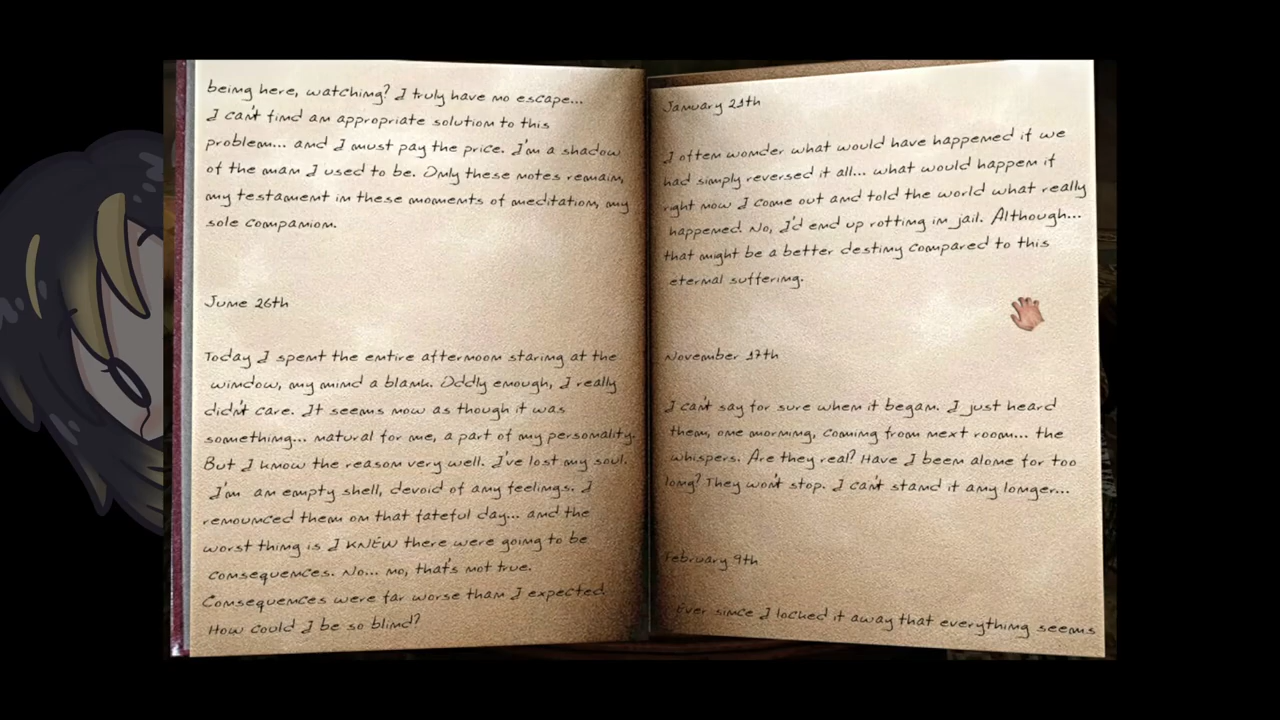 being here, watching? I truly have no escape...
I can't find an appropriate solution to this
problem... and I must pay the price. I'm a shadow
of the man I used to be. Only these notes remain,
my testament in these moments of meditation, my
sole companion.
June 26th
Today I spent the entire afternoon staring at the
window, my mind a blank. Oddly enough, I really
didn't care. It seems now as though it was
something... natural for me, a part of my personality.
But I know the reason very well. I've lost my soul.
I'm an empty shell, devoid of any feelings. I
renounced them on that fateful day... and the
worst thing is I KNEW there were going to be
consequences. No... no, that's not true.
Consequences were far worse than I expected.
How could I be so blind?
January 21th
I often wonder what would have happened if we
had simply reversed it all... what would happen if
right now I come out and told the world what really
happened. No, I'd end up rotting in jail. Although...
that might be a better destiny compared to this
eternal suffering.
November 17th
I can't say for sure when it began. I just heard
them, one morning, coming from next room... the
whispers. Are they real? Have I been alone for too
long? They won't stop. I can't stand it any longer...
February 9th
Ever since I locked it away that everything seems